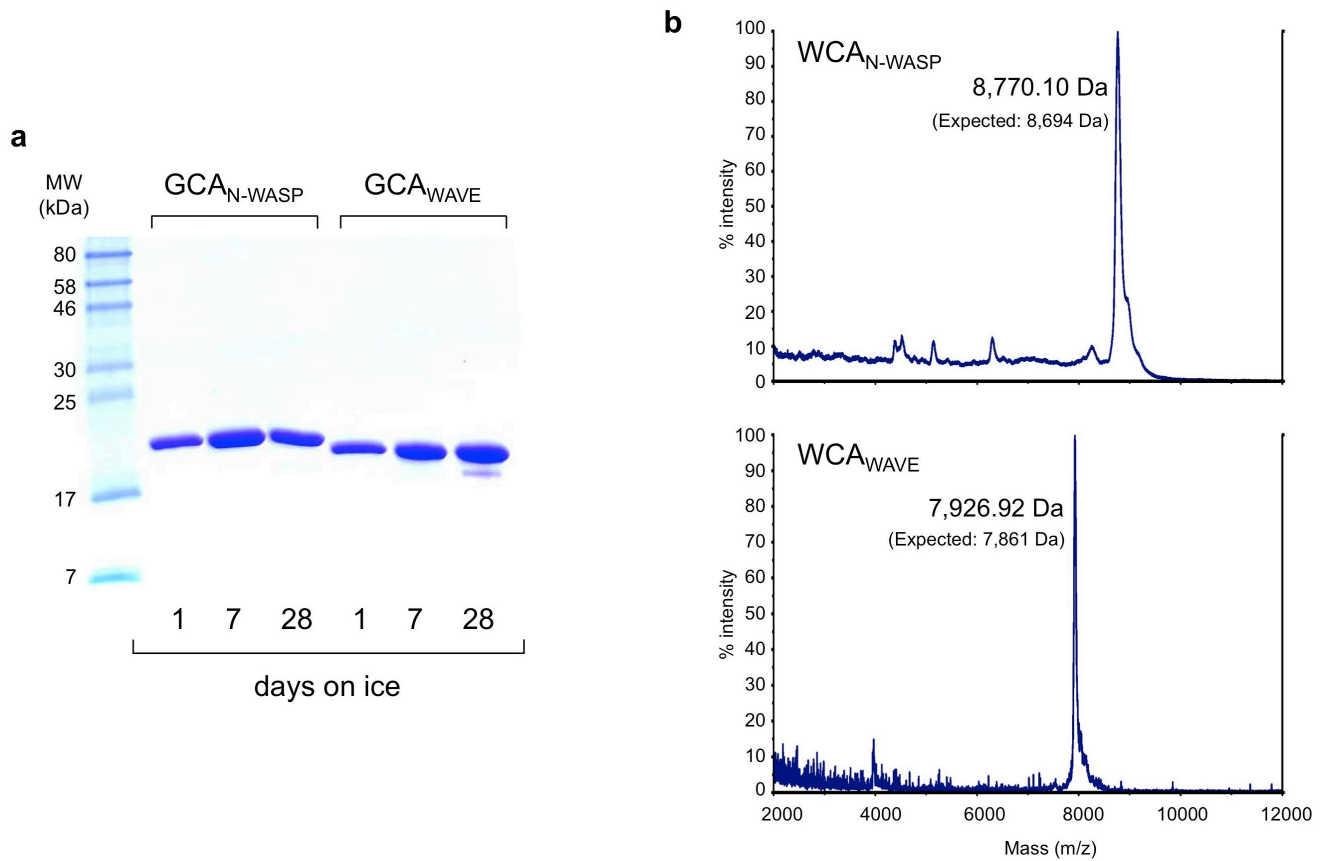 a
MW
(kDa)
GCAN-WASP
GCAWAVE
80
58
46
30
25
17
7
1 7 28 1 7 28
days on ice
b
WCAN-WASP
8,770.10 Da
(Expected: 8,694 Da)
% intensity
100
90
80
70
60
50
40
30
20
10
0
WCAWAVE
7,926.92 Da
(Expected: 7,861 Da)
% intensity
100
90
80
70
60
50
40
30
20
10
0
2000 4000 6000 8000 10000 12000
Mass (m/z)